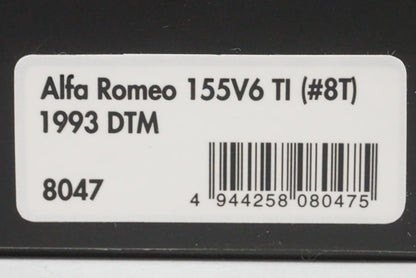 Alfa Romeo 155V6 TI (#8T)
1993 DTM
8047
4 944258 080475